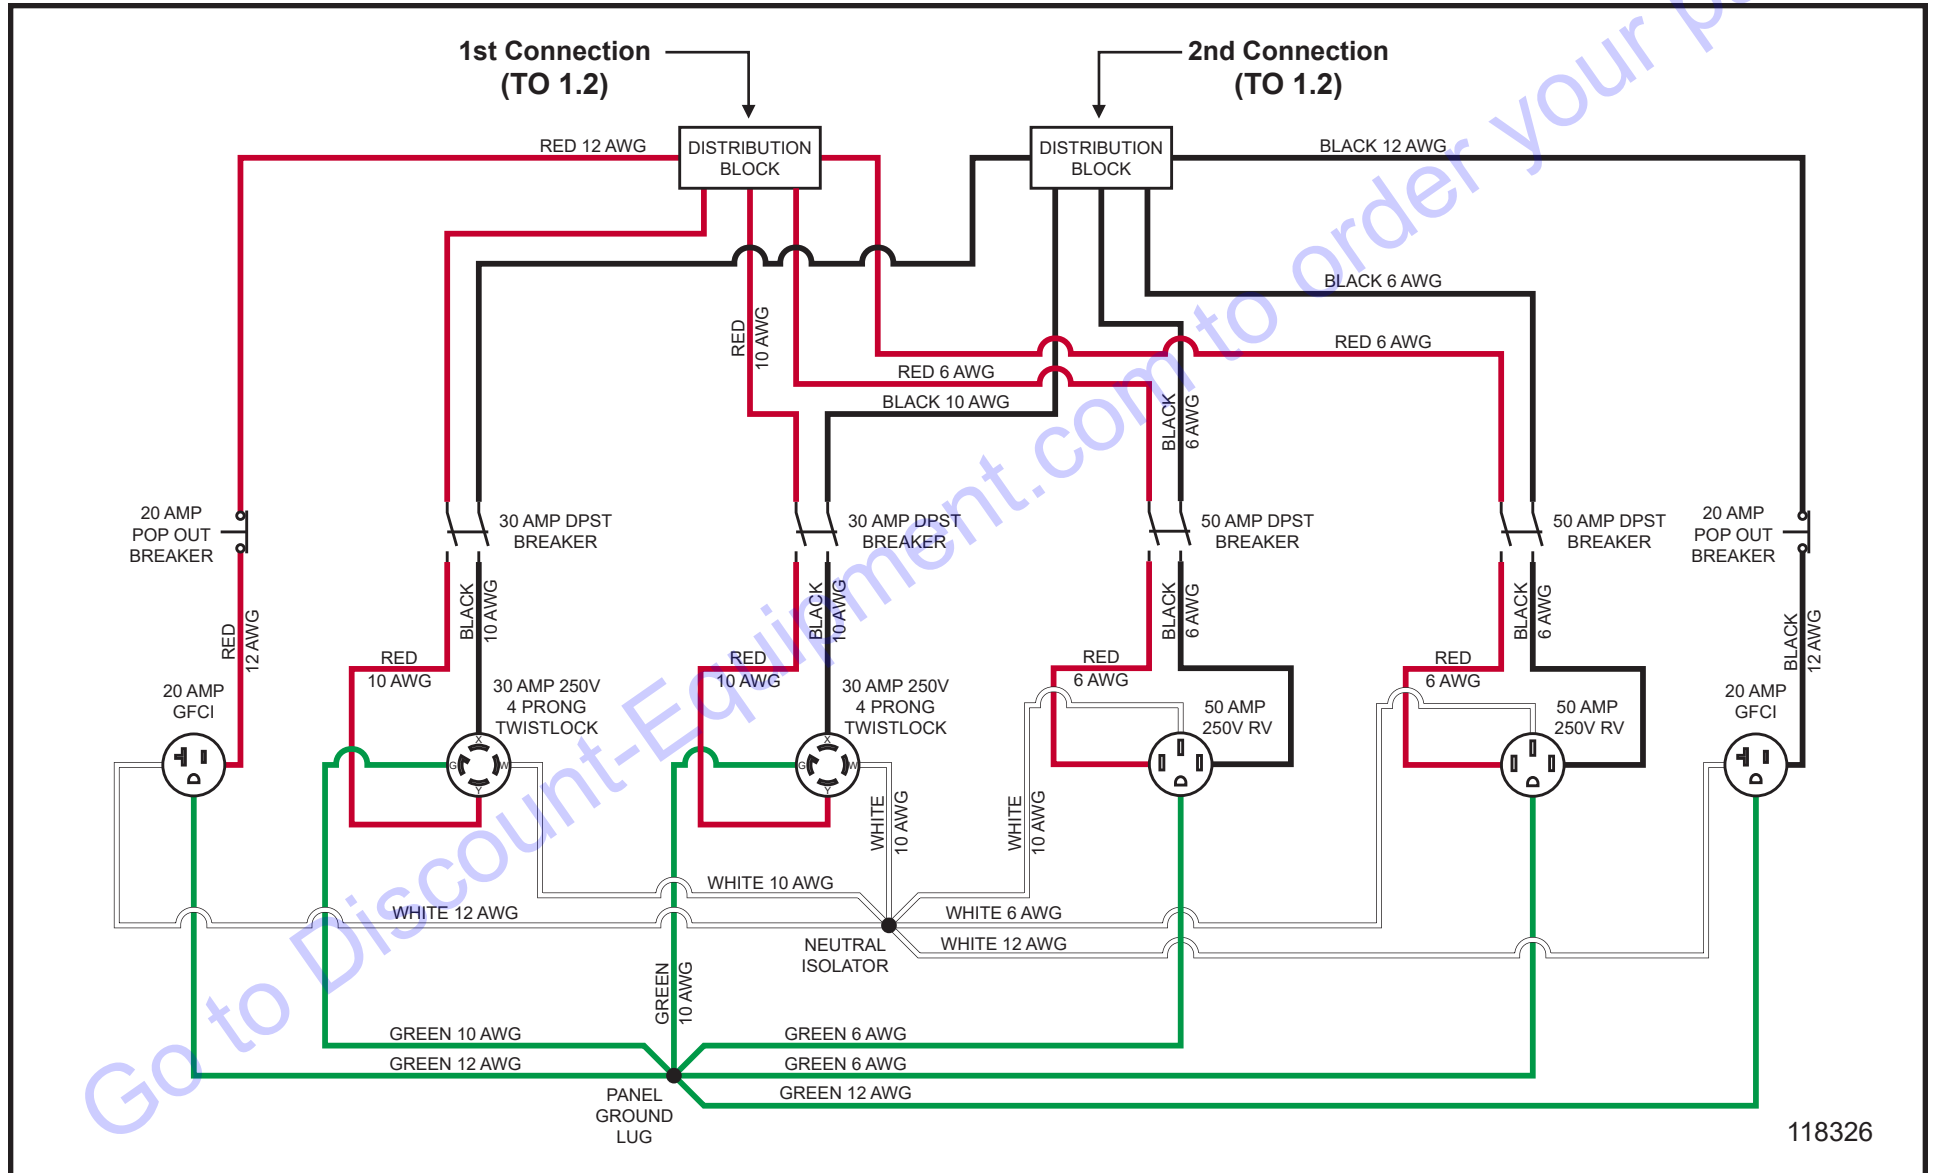 1st Connection
(TO 1.2)
2nd Connection
(TO 1.2)
RED 12 AWG
DISTRIBUTION
BLOCK
DISTRIBUTION
BLOCK
BLACK 12 AWG
BLACK 6 AWG
RED
10 AWG
RED 6 AWG
RED 6 AWG
BLACK 10 AWG
BLACK
6 AWG
20 AMP
POP OUT
BREAKER
30 AMP DPST
BREAKER
30 AMP DPST
BREAKER
50 AMP DPST
BREAKER
50 AMP DPST
BREAKER
20 AMP
POP OUT
BREAKER
RED
12 AWG
BLACK
10 AWG
BLACK
10 AWG
BLACK
6 AWG
BLACK
6 AWG
BLACK
12 AWG
RED
10 AWG
RED
10 AWG
RED
6 AWG
RED
6 AWG
20 AMP
GFCI
30 AMP 250V
4 PRONG
TWISTLOCK
30 AMP 250V
4 PRONG
TWISTLOCK
50 AMP
250V RV
50 AMP
250V RV
20 AMP
GFCI
X
G
W
Y
X
G
W
Y
WHITE
10 AWG
WHITE
10 AWG
WHITE 10 AWG
WHITE 12 AWG
WHITE 6 AWG
WHITE 12 AWG
NEUTRAL
ISOLATOR
GREEN
10 AWG
GREEN 10 AWG
GREEN 6 AWG
GREEN 12 AWG
GREEN 6 AWG
GREEN 12 AWG
PANEL
GROUND
LUG
118326
Go to Discount-Equipment.com to order your